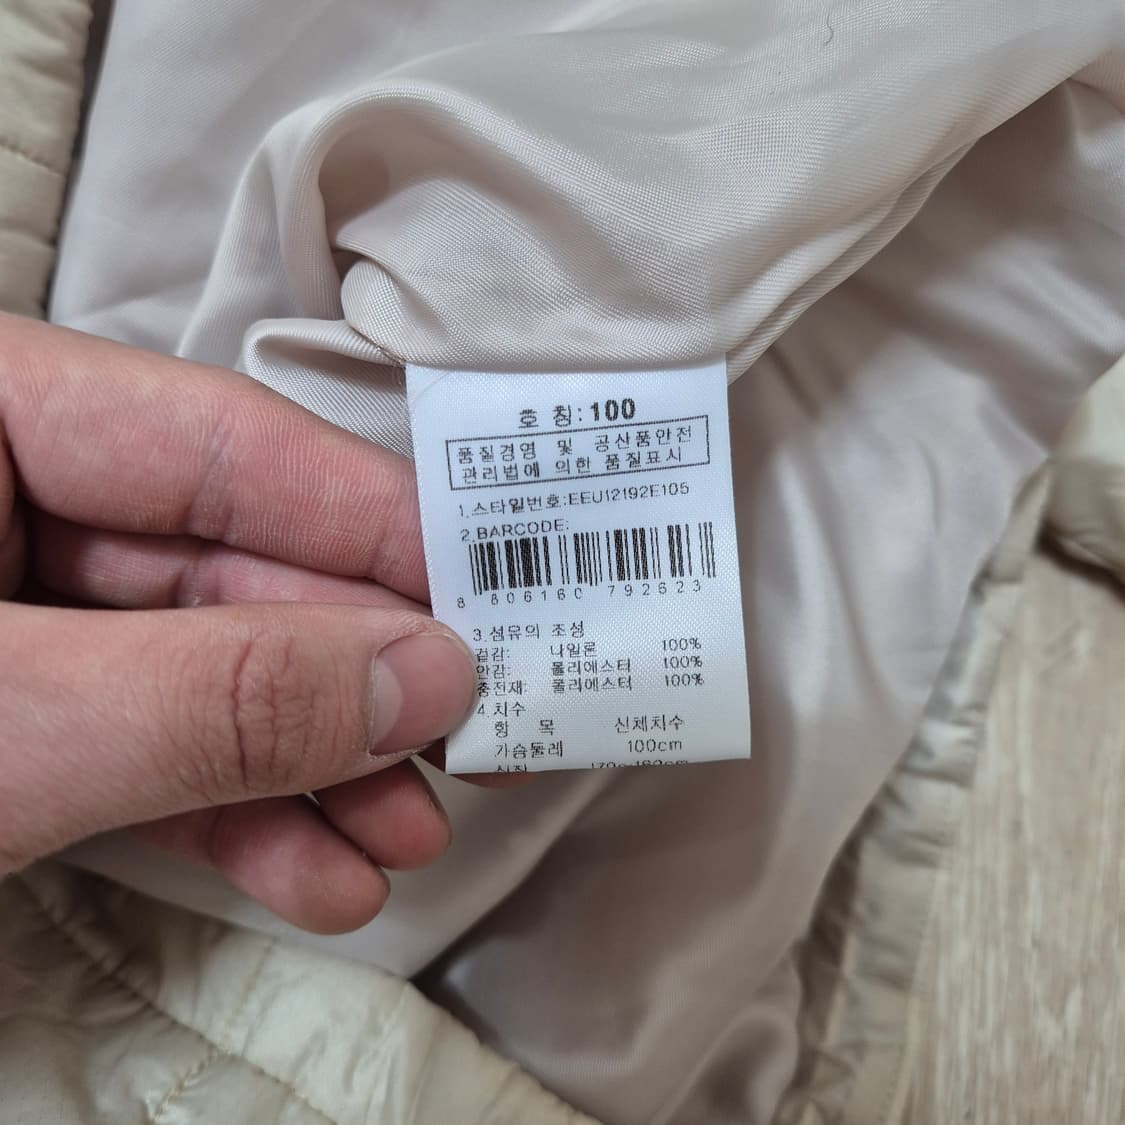 호 칭:100
품질경영 및 공산품안전
관리법에 의한 품질표시
1.스타일번호:EEU12192E105
2.BARCODE:
8 806160 792623
3.섬유의 조성
겉감: 나일론 100%
안감: 폴리에스터 100%
충전재: 폴리에스터 100%
4.치수
항 목 신체치수
가슴둘레 100cm